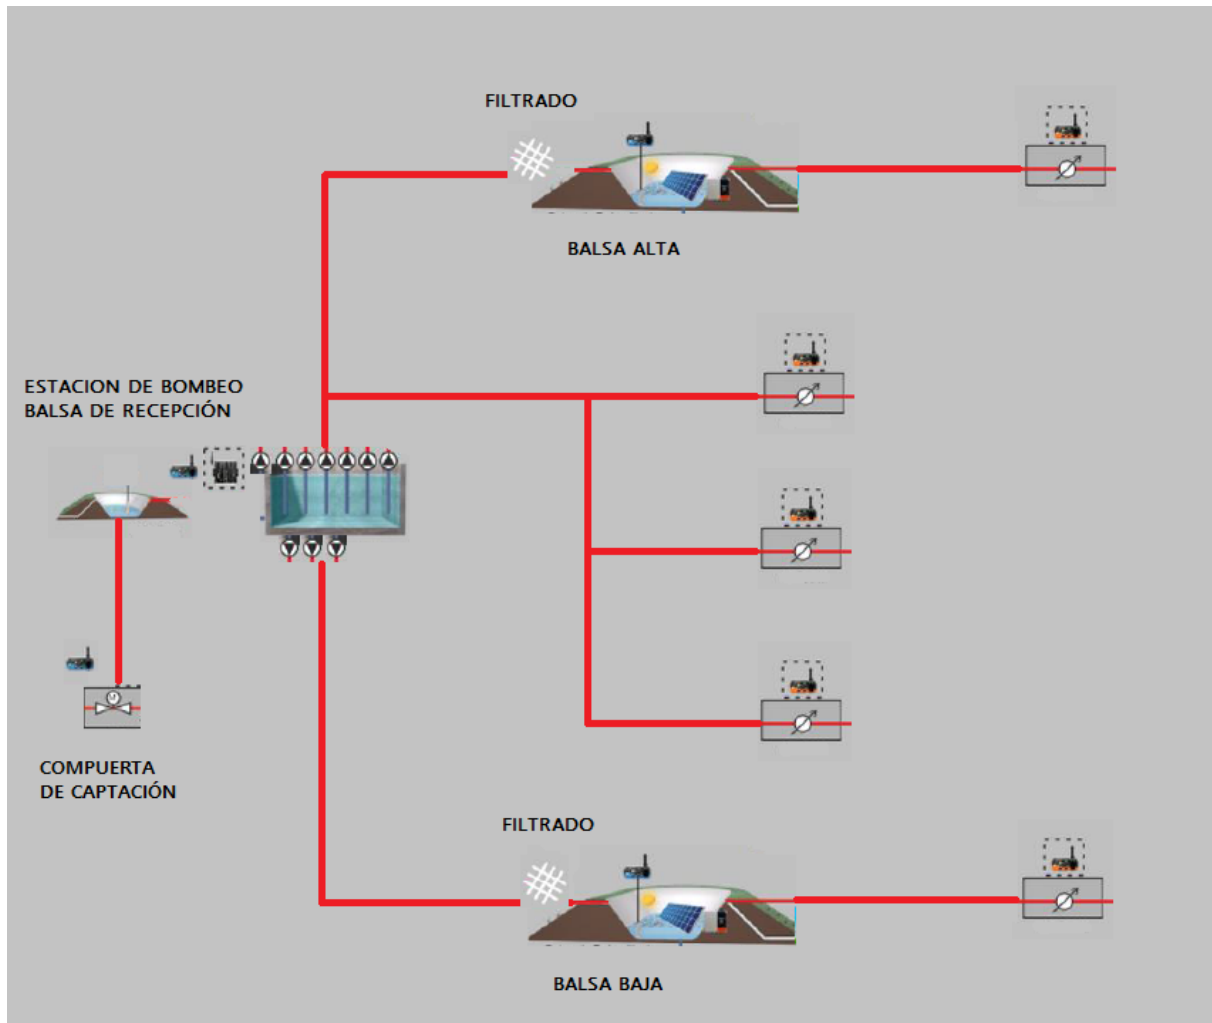 FILTRADO
BALSA ALTA
ESTACION DE BOMBEO
BALSA DE RECEPCIÓN
M
COMPUERTA
DE CAPTACIÓN
FILTRADO
BALSA BAJA